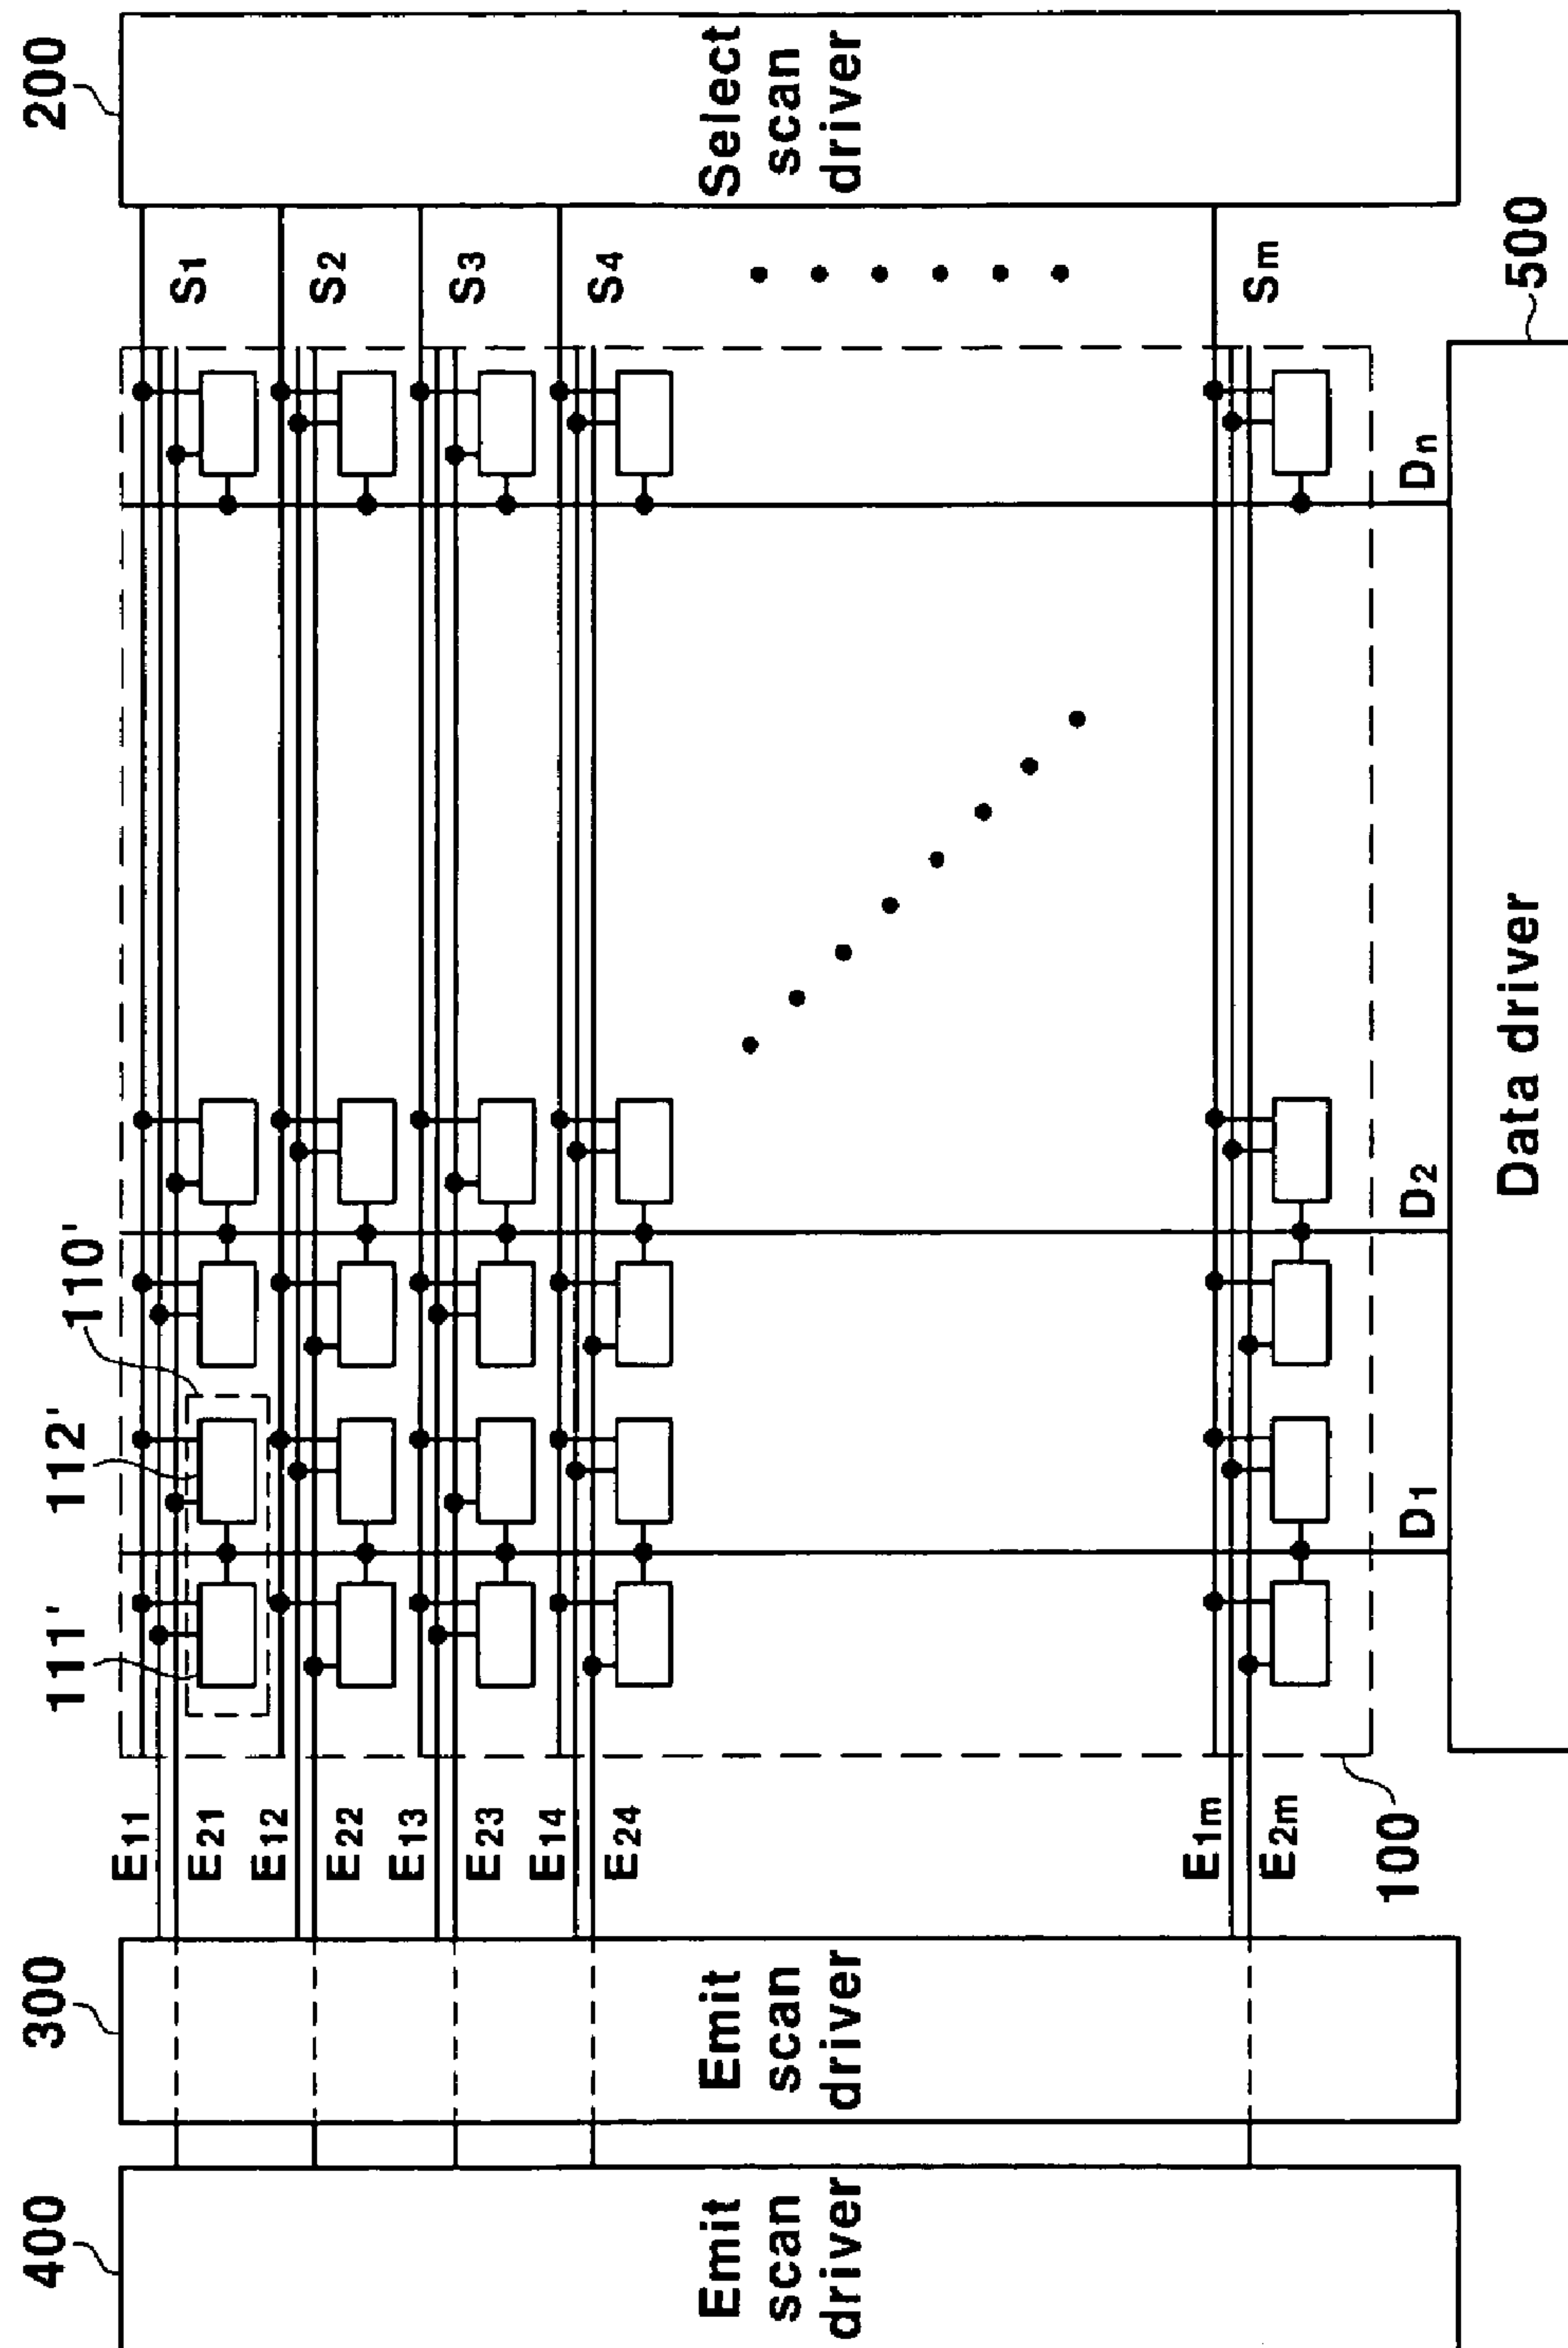 400
300
200
Emit
scan
driver
Emit
scan
driver
Select
scan
driver
111'
112'
110'
E11
E21
E12
E22
E13
E23
E14
E24
E1m
E2m
S1
S2
S3
S4
Sm
100
D1
D2
Dn
500
Data driver